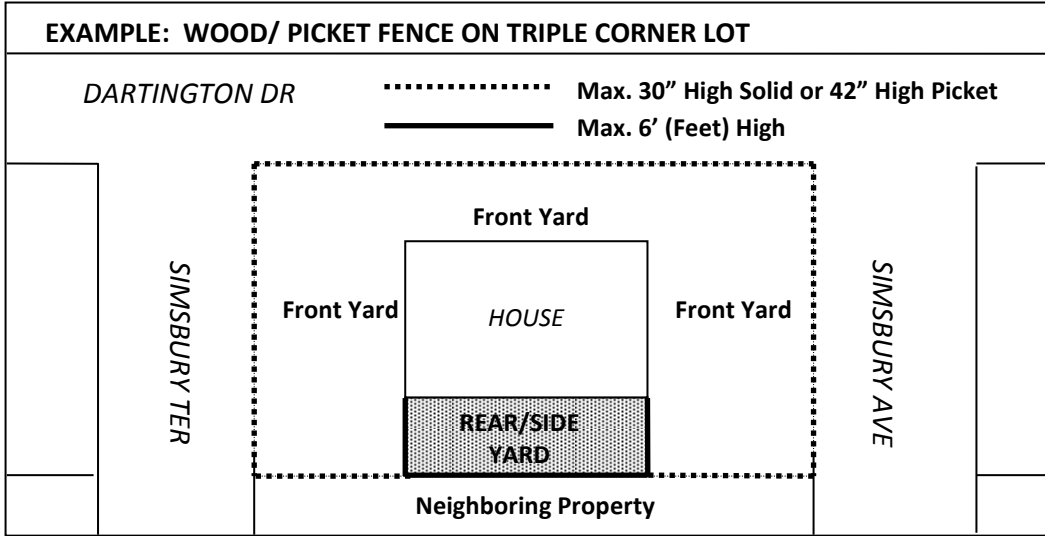 EXAMPLE: WOOD/ PICKET FENCE ON TRIPLE CORNER LOT
DARTINGTON DR
Max. 30” High Solid or 42” High Picket
Max. 6’ (Feet) High
Front Yard
SIMSBURY TER
Front Yard
HOUSE
Front Yard
SIMSBURY AVE
REAR/SIDE
YARD
Neighboring Property